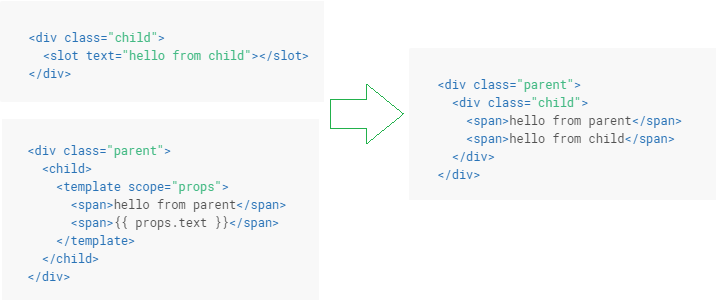 <div class="child">
<slot text="hello from child"></slot>
</div>
<div class="parent">
<child>
<template scope="props">
<span>hello from parent</span>
<span>{{ props.text }}</span>
</template>
</child>
</div>
<div class="parent">
<div class="child">
<span>hello from parent</span>
<span>hello from child</span>
</div>
</div>